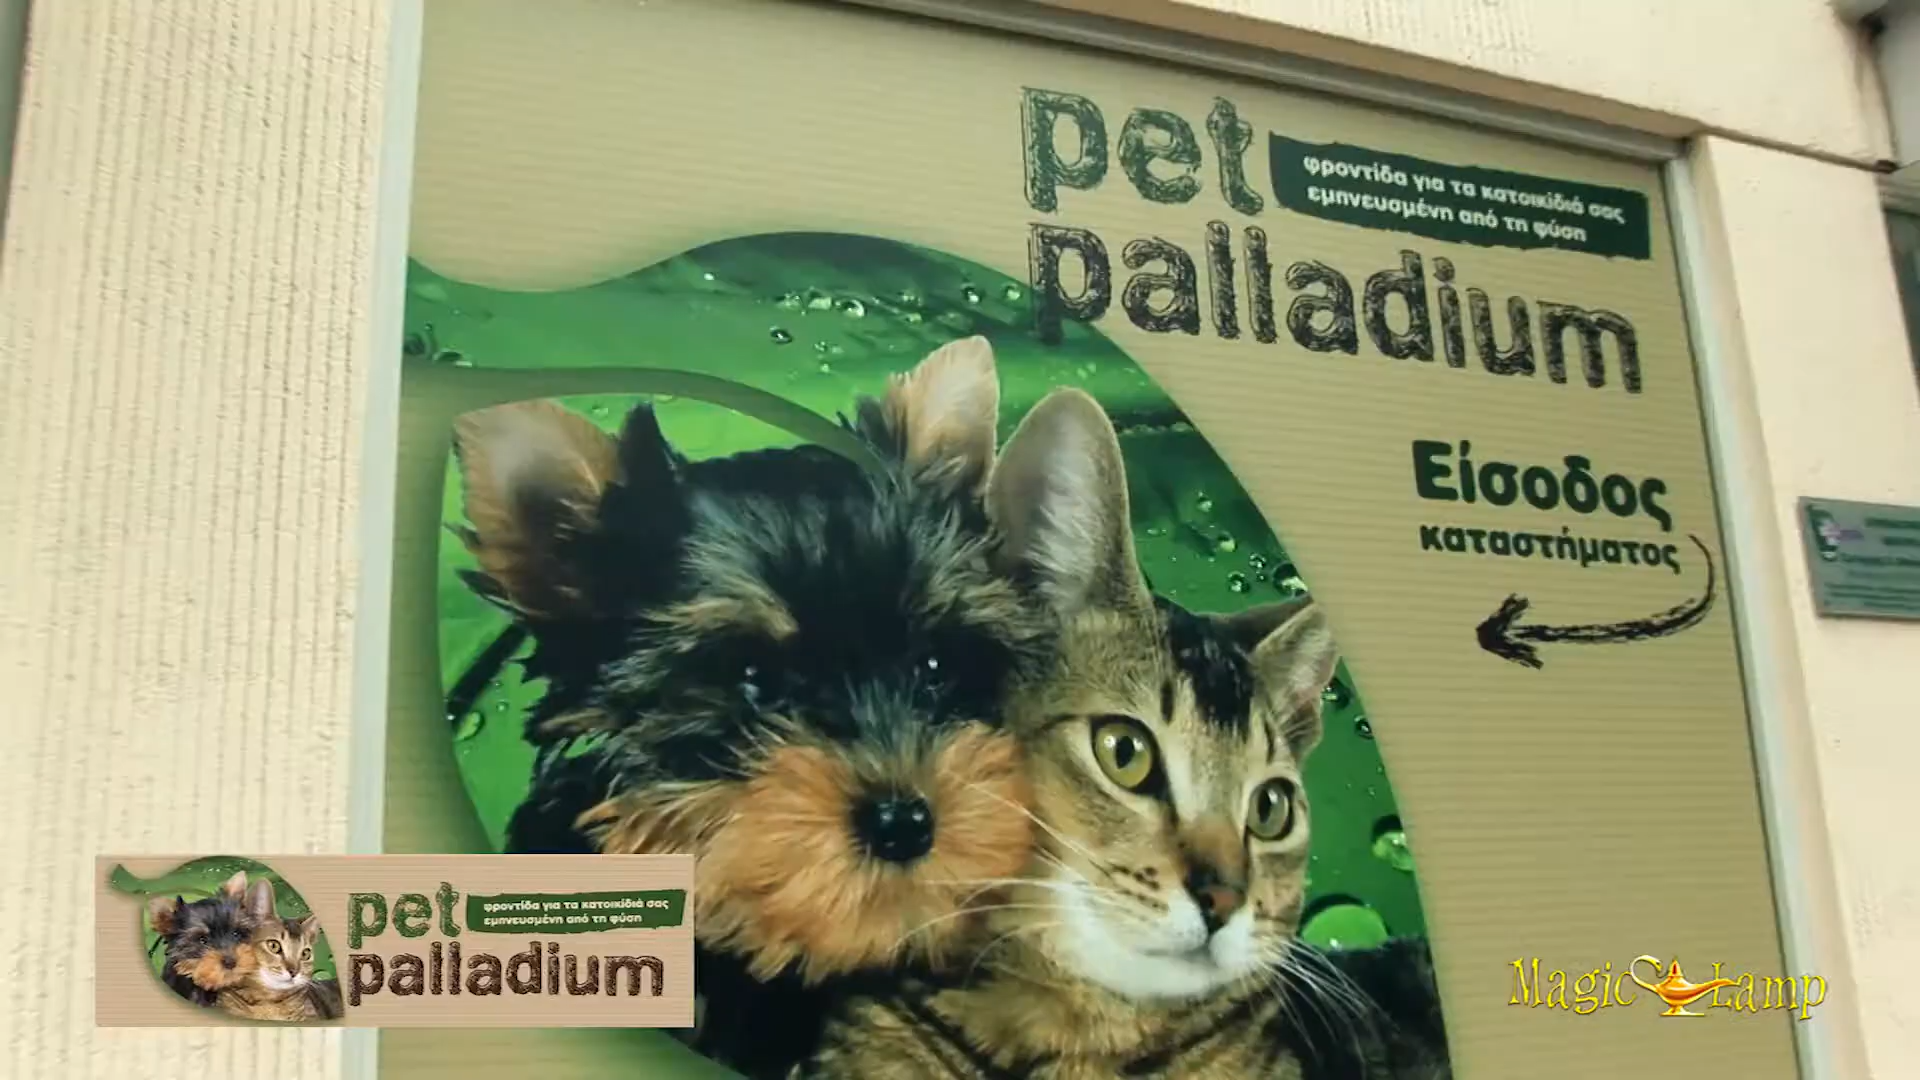 pet
φροντίδα για τα κατοικίδιά σας
εμπνευσμένη από τη φύση
palladium
Είσοδος
καταστήματος
pet
φροντίδα για τα κατοικίδιά σας
εμπνευσμένη από τη φύση
palladium
Magic Lamp